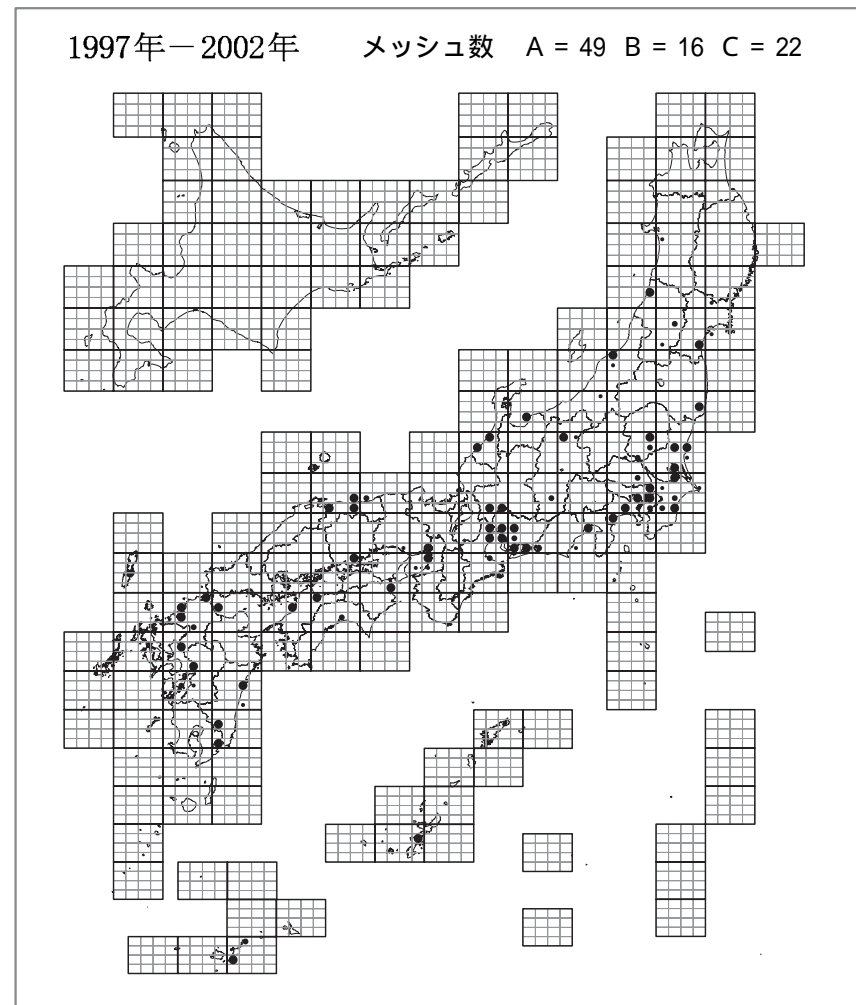 1997年－2002年 メッシュ数 A = 49 B = 16 C = 22